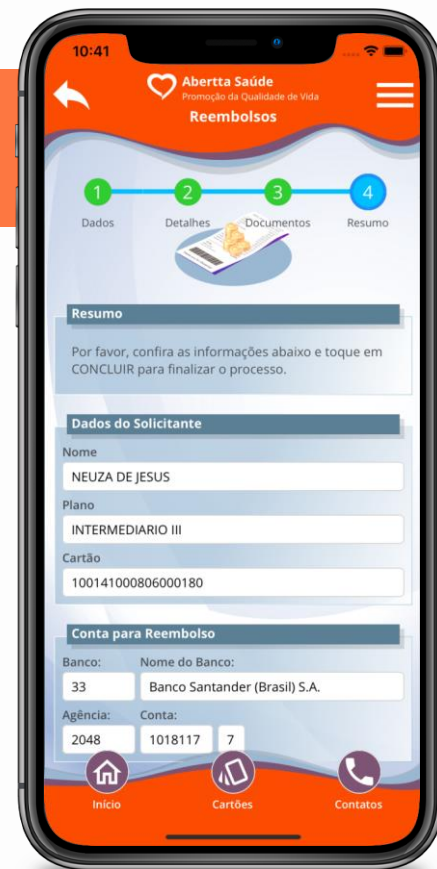 10:41
Abertta Saúde
Promoção da Qualidade de Vida
Reembolsos
1 2 3 4
Dados Detalhes Documentos Resumo
Resumo
Por favor, confira as informações abaixo e toque em
CONCLUIR para finalizar o processo.
Dados do Solicitante
Nome
NEUZA DE JESUS
Plano
INTERMEDIARIO III
Cartão
100141000806000180
Conta para Reembolso
Banco: Nome do Banco:
33 Banco Santander (Brasil) S.A.
Agência: Conta:
2048 1018117 7
Início Cartões Contatos